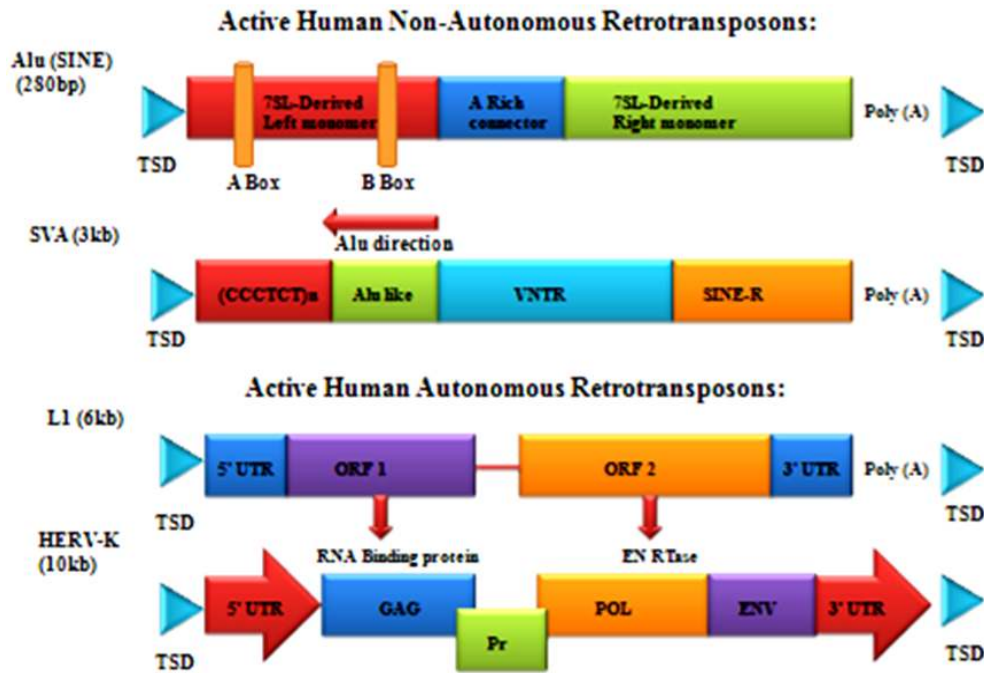 Active Human Non-Autonomous Retrotransposons:
Alu (SINE)
(280bp)
7SL-Derived
Left monomer
A Rich
connector
7SL-Derived
Right monomer
Poly (A)
TSD
TSD
A Box
B Box
SVA (3kb)
Alu direction
(CCCTCT)n
Alu like
VNTR
SINE-R
Poly (A)
TSD
TSD
Active Human Autonomous Retrotransposons:
L1 (6kb)
5' UTR
ORF 1
ORF 2
3' UTR
Poly (A)
TSD
TSD
HERV-K
(10kb)
RNA Binding protein
EN RTase
5' UTR
GAG
Pr
POL
ENV
3' UTR
TSD
TSD